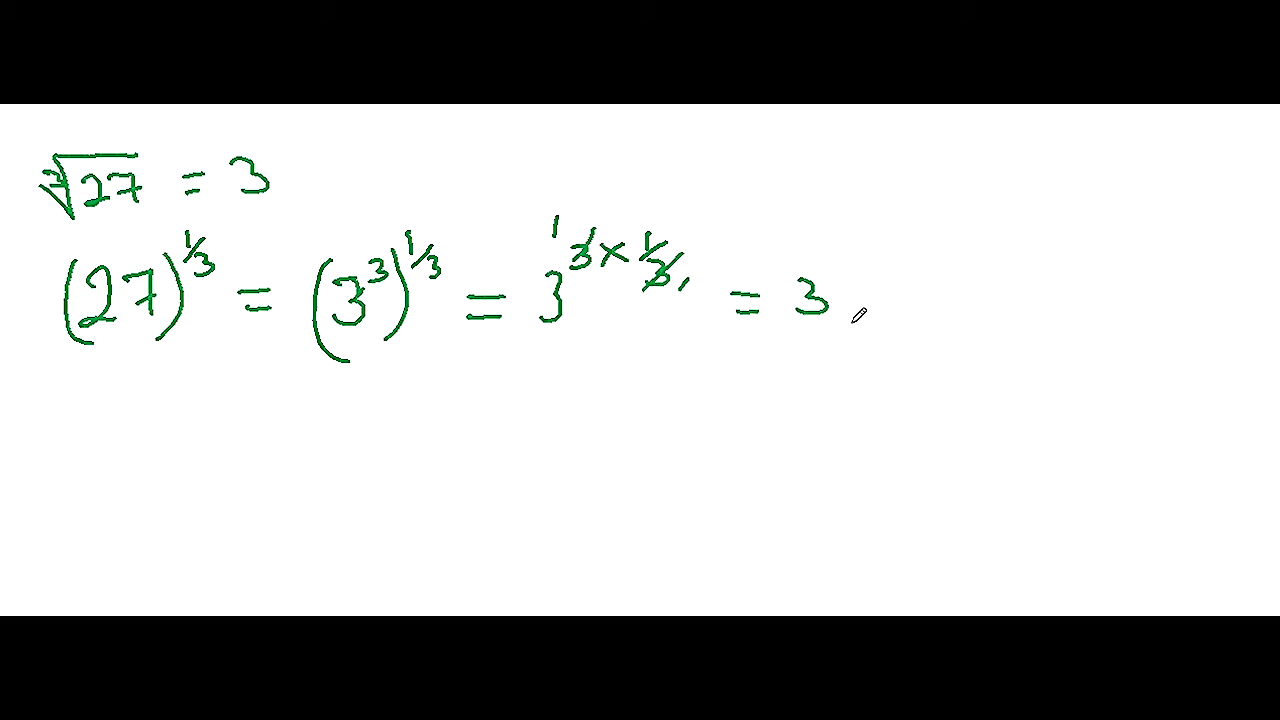 ∛27 = 3
(27)^(1/3) = (3^3)^(1/3) = 3^(3×1/3) = 3